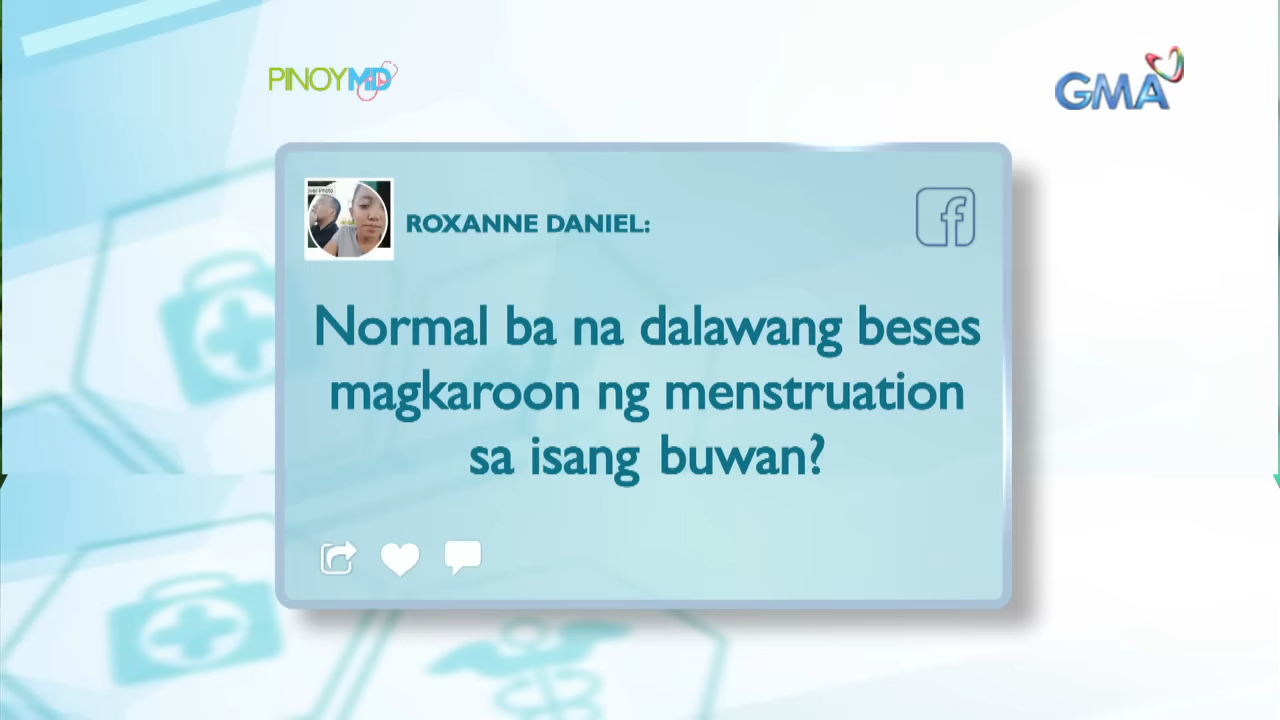 PINOYMD
GMA
ROXANNE DANIEL:
Normal ba na dalawang beses
magkaroon ng menstruation
sa isang buwan?